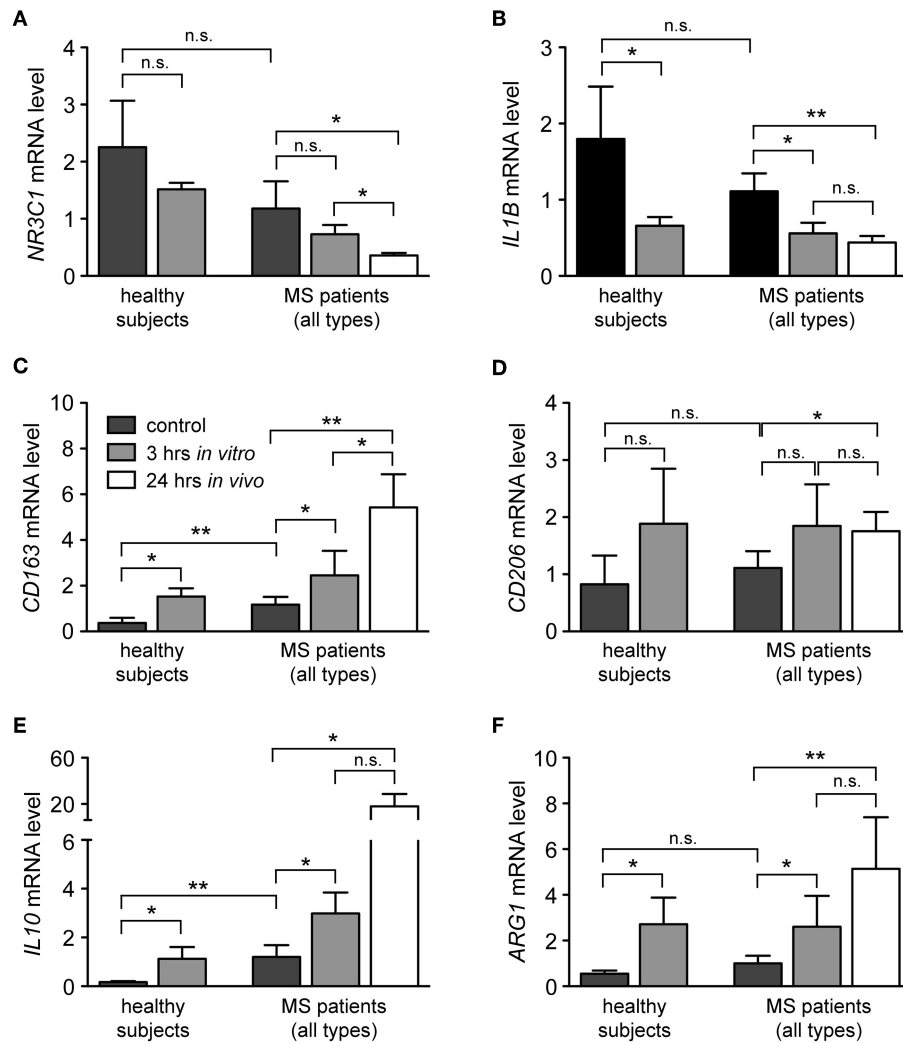 A
NR3C1 mRNA level
4
3
2
1
0
n.s.
n.s.
*
n.s.
*
healthy
subjects
MS patients
(all types)
B
IL1B mRNA level
3
2
1
0
n.s.
*
**
*
n.s.
healthy
subjects
MS patients
(all types)
C
CD163 mRNA level
10
8
6
4
2
0
control
3 hrs in vitro
24 hrs in vivo
**
*
**
*
*
healthy
subjects
MS patients
(all types)
D
CD206 mRNA level
4
3
2
1
0
n.s.
*
n.s.
n.s.
n.s.
healthy
subjects
MS patients
(all types)
E
IL10 mRNA level
60
20
6
4
2
0
*
n.s.
*
**
*
healthy
subjects
MS patients
(all types)
F
ARG1 mRNA level
10
8
6
4
2
0
**
n.s.
n.s.
*
*
healthy
subjects
MS patients
(all types)